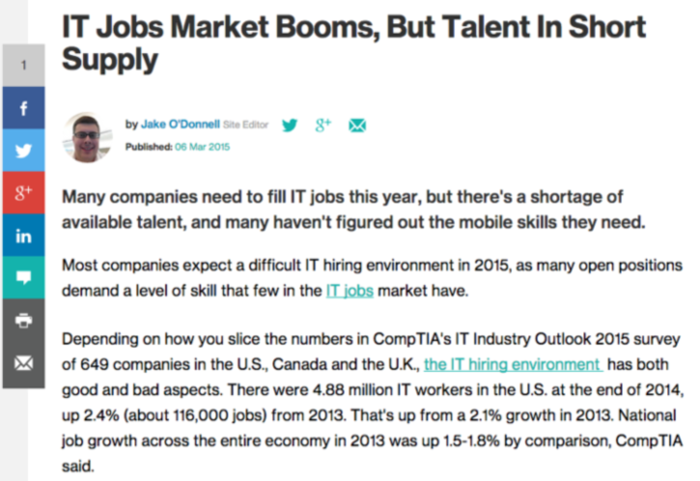 IT Jobs Market Booms, But Talent In Short
Supply
1
f
g+
in
by Jake O'Donnell Site Editor
g+
Published: 06 Mar 2015
Many companies need to fill IT jobs this year, but there's a shortage of
available talent, and many haven't figured out the mobile skills they need.
Most companies expect a difficult IT hiring environment in 2015, as many open positions
demand a level of skill that few in the IT jobs market have.
Depending on how you slice the numbers in CompTIA's IT Industry Outlook 2015 survey
of 649 companies in the U.S., Canada and the U.K., the IT hiring environment has both
good and bad aspects. There were 4.88 million IT workers in the U.S. at the end of 2014,
up 2.4% (about 116,000 jobs) from 2013. That's up from a 2.1% growth in 2013. National
job growth across the entire economy in 2013 was up 1.5-1.8% by comparison, CompTIA
said.